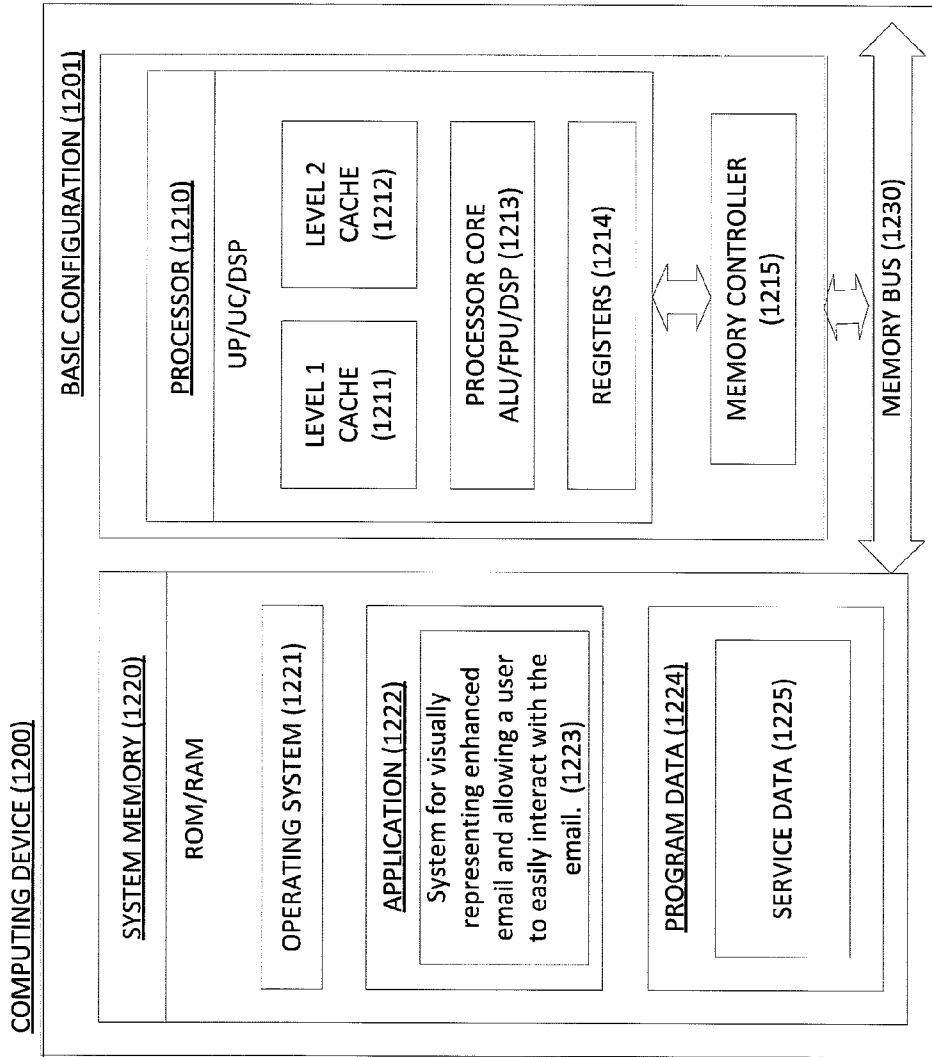 COMPUTING DEVICE (1200)
SYSTEM MEMORY (1220)
ROM/RAM
OPERATING SYSTEM (1221)
APPLICATION (1222)
System for visually
representing enhanced
email and allowing a user
to easily interact with the
email. (1223)
PROGRAM DATA (1224)
SERVICE DATA (1225)
BASIC CONFIGURATION (1201)
PROCESSOR (1210)
UP/UC/DSP
LEVEL 1
CACHE
(1211)
LEVEL 2
CACHE
(1212)
PROCESSOR CORE
ALU/FPU/DSP (1213)
REGISTERS (1214)
MEMORY CONTROLLER
(1215)
MEMORY BUS (1230)